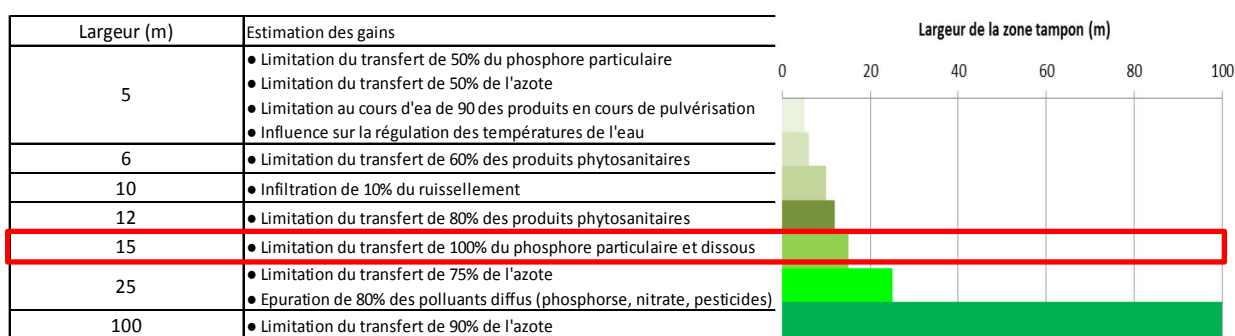 Largeur (m) Estimation des gains
5
● Limitation du transfert de 50% du phosphore particulaire
● Limitation du transfert de 50% de l'azote
● Limitation au cours d'ea de 90 des produits en cours de pulvérisation
● Influence sur la régulation des températures de l'eau
6 ● Limitation du transfert de 60% des produits phytosanitaires
10 ● Infiltration de 10% du ruissellement
12 ● Limitation du transfert de 80% des produits phytosanitaires
15 ● Limitation du transfert de 100% du phosphore particulaire et dissous
25
● Limitation du transfert de 75% de l'azote
● Epuration de 80% des polluants diffus (phosphorse, nitrate, pesticides)
100 ● Limitation du transfert de 90% de l'azote
Largeur de la zone tampon (m)
0 20 40 60 80 100